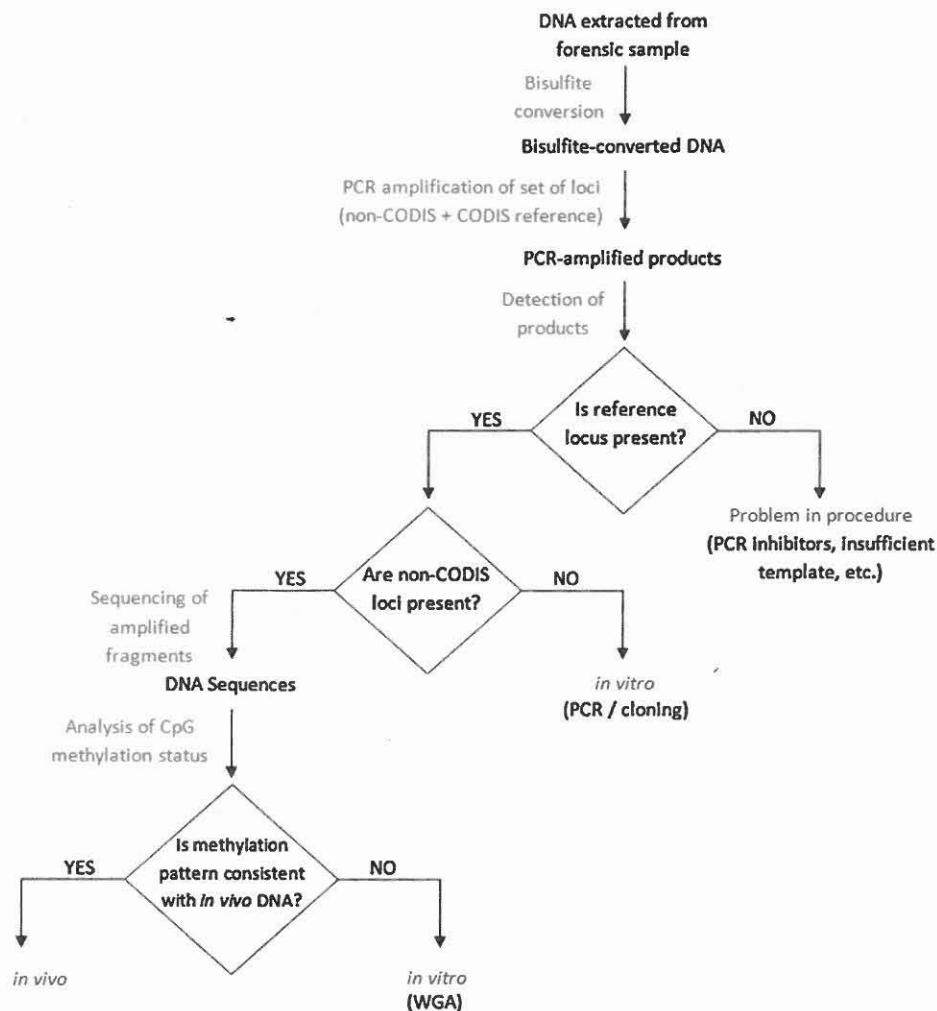 DNA extracted from
forensic sample
Bisulfite
conversion
Bisulfite-converted DNA
PCR amplification of set of loci
(non-CODIS + CODIS reference)
PCR-amplified products
Detection of
products
Is reference
locus present?
YES
NO
Problem in procedure
(PCR inhibitors, insufficient
template, etc.)
Are non-CODIS
loci present?
YES
NO
Sequencing of
amplified
fragments
in vitro
(PCR / cloning)
DNA Sequences
Analysis of CpG
methylation status
Is methylation
pattern consistent
with in vivo DNA?
YES
NO
in vivo
in vitro
(WGA)